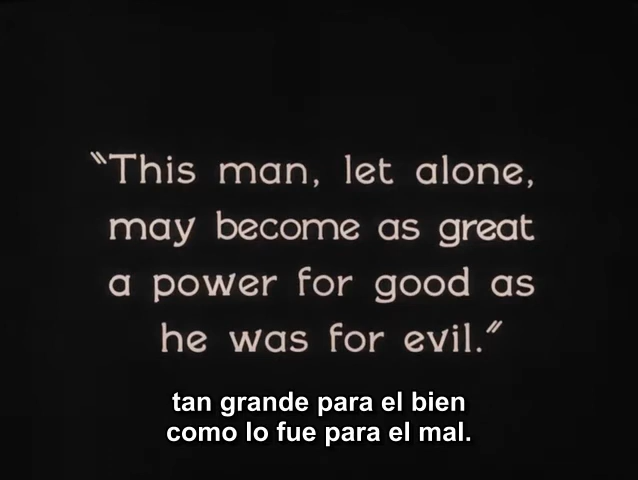 "This man, let alone,
may become as great
a power for good as
he was for evil."
tan grande para el bien
como lo fue para el mal.